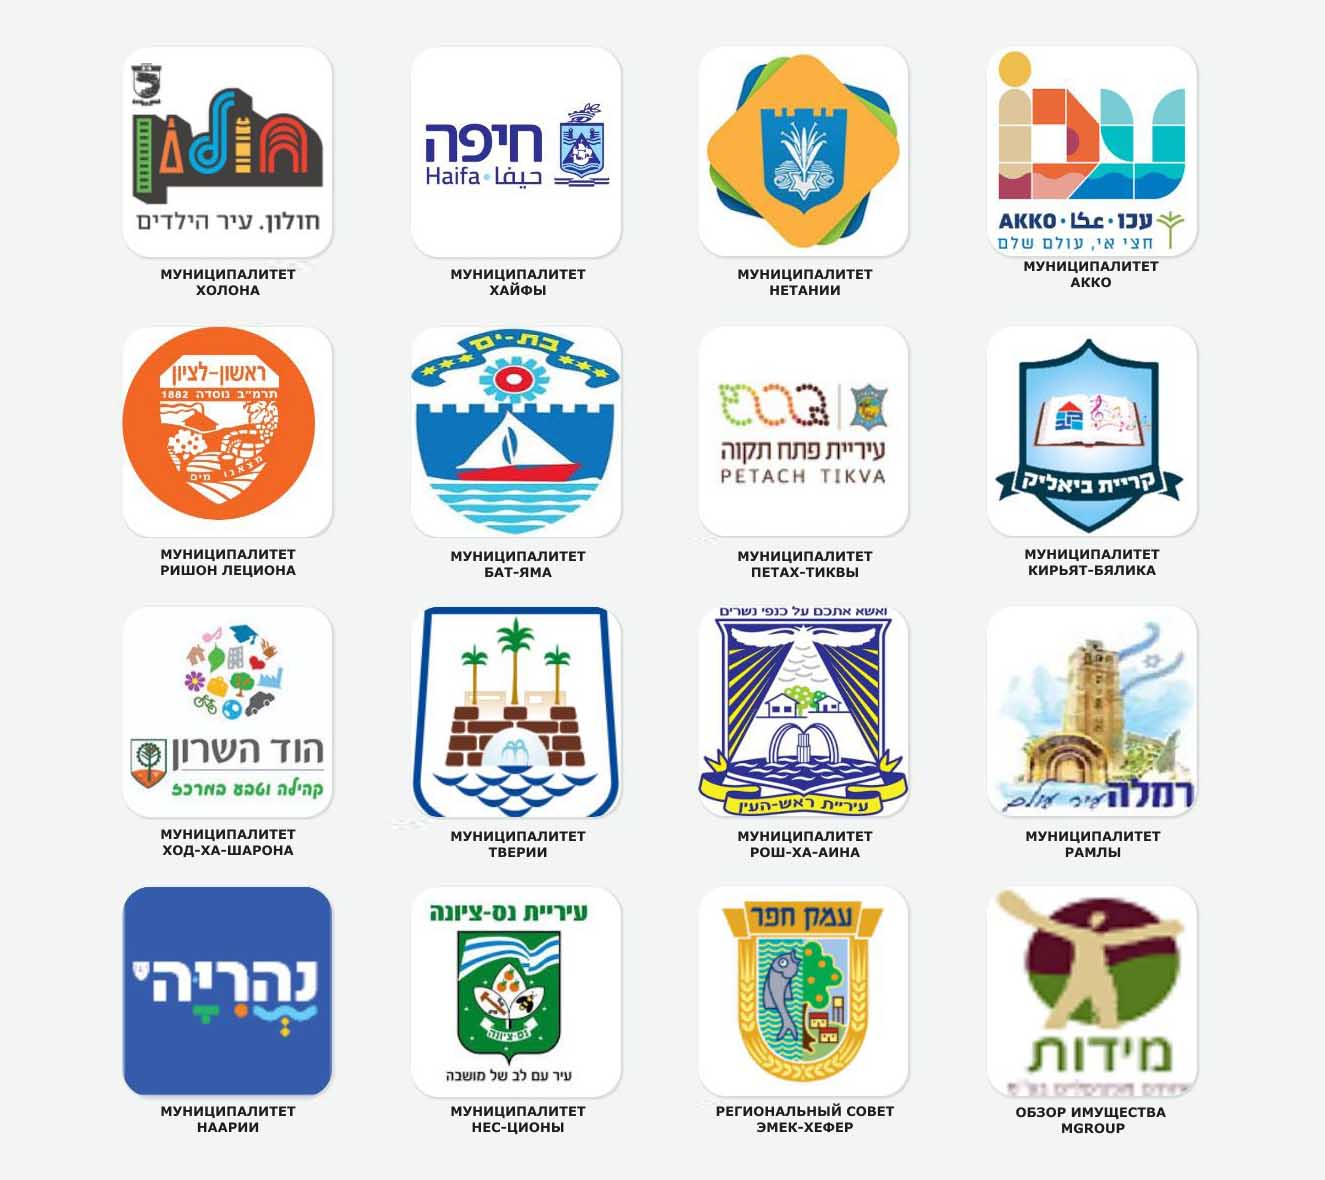 חולון
חולון. עיר הילדים
МУНИЦИПАЛИТЕТ
ХОЛОНА
חיפה
Haifa • حيفا
МУНИЦИПАЛИТЕТ
ХАЙФЫ
МУНИЦИПАЛИТЕТ
НЕТАНИИ
עכו
עכו • عكا • AKKO
חצי אי, עולם שלם
МУНИЦИПАЛИТЕТ
АККО
ראשון-לציון
תרמ״ב נוסדה 1882
מצאנו מים
МУНИЦИПАЛИТЕТ
РИШОН ЛЕЦИОНА
בת-ים
МУНИЦИПАЛИТЕТ
БАТ-ЯМА
עיריית פתח תקוה
PETACH TIKVA
МУНИЦИПАЛИТЕТ
ПЕТАХ-ТИКВЫ
קריית ביאליק
МУНИЦИПАЛИТЕТ
КИРЬЯТ-БЯЛИКА
הוד השרון
קהילה וטבע במרכז
МУНИЦИПАЛИТЕТ
ХОД-ХА-ШАРОНА
МУНИЦИПАЛИТЕТ
ТВЕРИИ
ואשא אתכם על כנפי נשרים
עיריית ראש-העין
МУНИЦИПАЛИТЕТ
РОШ-ХА-АИНА
רמלה עיר עולם
МУНИЦИПАЛИТЕТ
РАМЛЫ
נהריה
МУНИЦИПАЛИТЕТ
НААРИИ
עיריית נס-ציונה
נס-ציונה
עיר עם לב של מושבה
МУНИЦИПАЛИТЕТ
НЕС-ЦИОНЫ
עמק חפר
РЕГИОНАЛЬНЫЙ СОВЕТ
ЭМЕК-ХЕФЕР
מידות
ОБЗОР ИМУЩЕСТВА
MGROUP